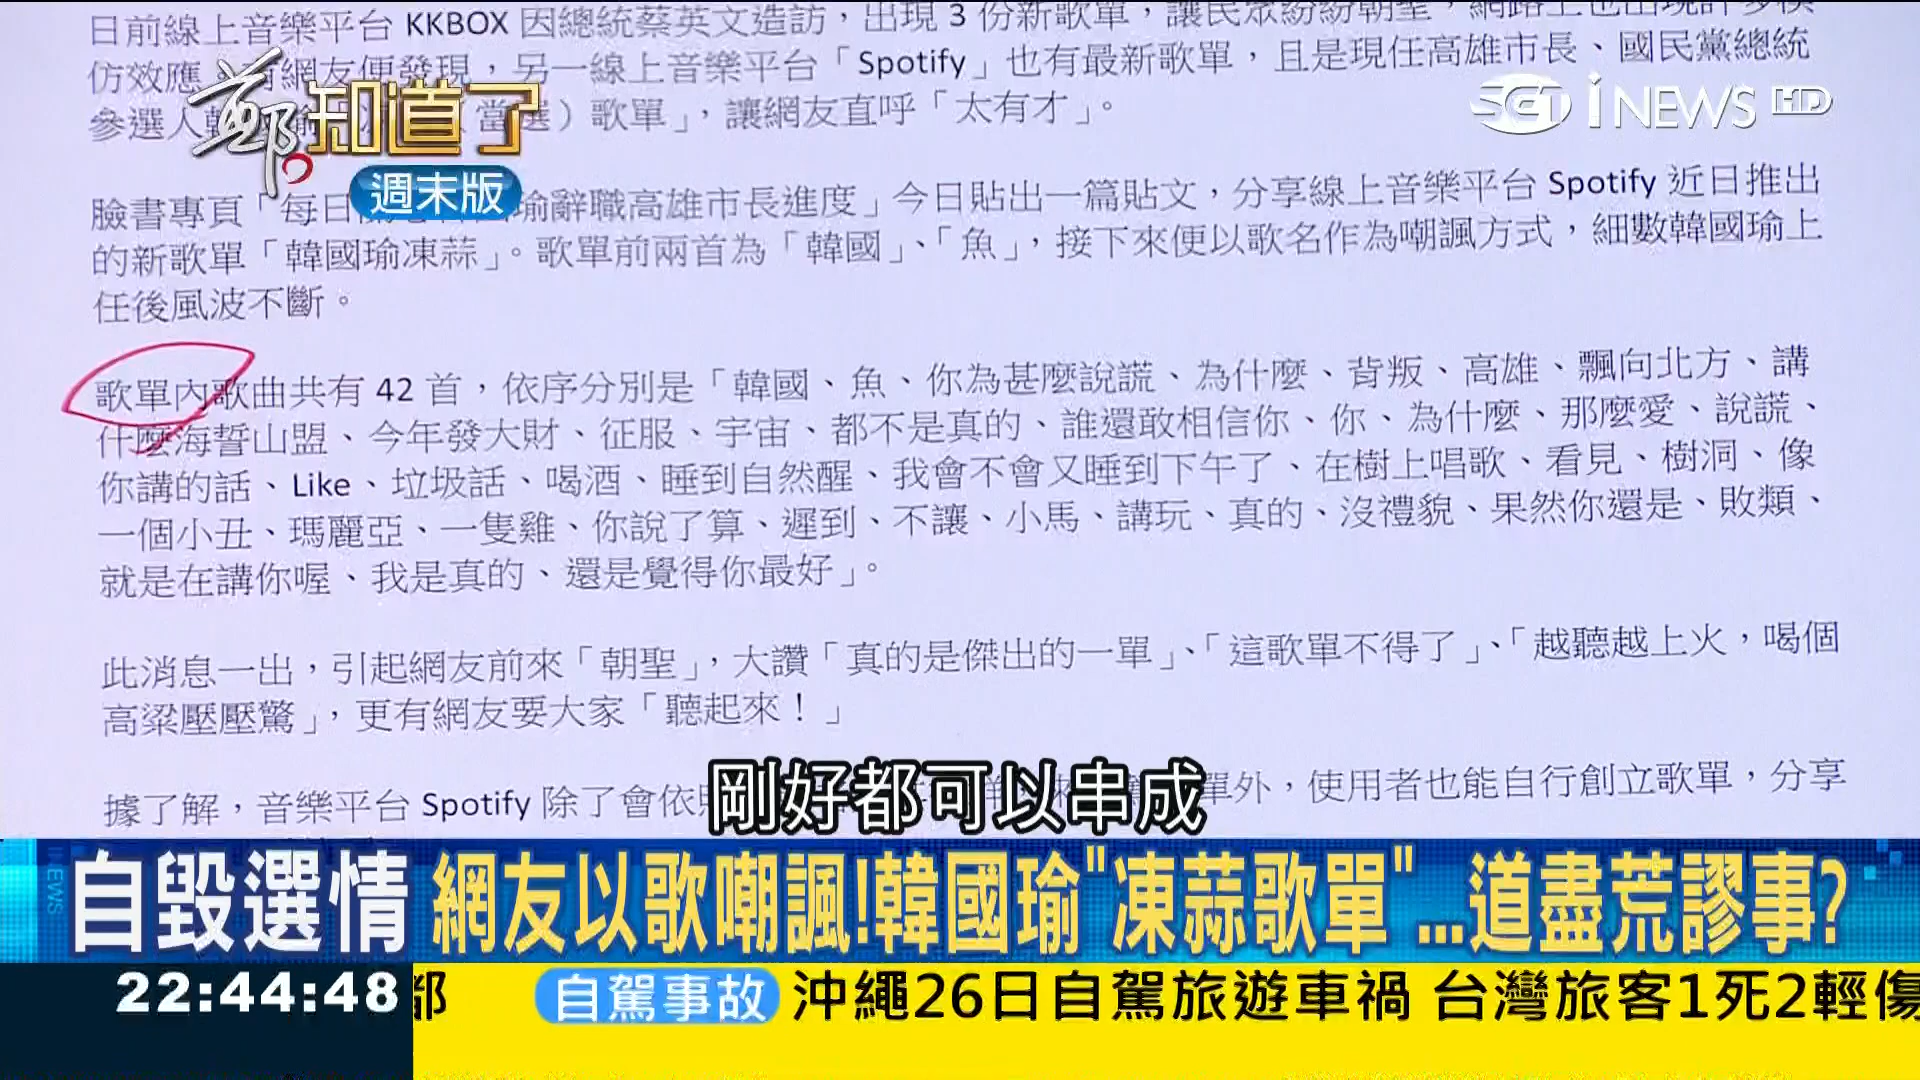 日前線上音樂平台 KKBOX 因總統蔡英文造訪，出現 3 份新歌單，讓民眾紛紛朝聖，網路上也出現許多模
仿效應，有網友便發現，另一線上音樂平台「Spotify」也有最新歌單，且是現任高雄市長、國民黨總統
參選人 選）歌單」，讓網友直呼「太有才」。
鄭知道了
週末版
SET iNEWS HD
臉書專頁「每日 瑜辭職高雄市長進度」今日貼出一篇貼文，分享線上音樂平台 Spotify 近日推出
的新歌單「韓國瑜凍蒜」。歌單前兩首為「韓國」、「魚」，接下來便以歌名作為嘲諷方式，細數韓國瑜上
任後風波不斷。
歌單內歌曲共有 42 首，依序分別是「韓國、魚、你為甚麼說謊、為什麼、背叛、高雄、飄向北方、講
什麼海誓山盟、今年發大財、征服、宇宙、都不是真的、誰還敢相信你、你、為什麼、那麼愛、說謊、
你講的話、Like、垃圾話、喝酒、睡到自然醒、我會不會又睡到下午了、在樹上唱歌、看見、樹洞、像
一個小丑、瑪麗亞、一隻雞、你說了算、遲到、不讓、小馬、講玩、真的、沒禮貌、果然你還是、敗類、
就是在講你喔、我是真的、還是覺得你最好」。
此消息一出，引起網友前來「朝聖」，大讚「真的是傑出的一單」、「這歌單不得了」、「越聽越上火，喝個
高粱壓壓驚」，更有網友要大家「聽起來！」
據了解，音樂平台 Spotify 除了會依 單外，使用者也能自行創立歌單，分享
剛好都可以串成
NEWS
自毀選情 網友以歌嘲諷!韓國瑜"凍蒜歌單"...道盡荒謬事?
22:44:48 都 自駕事故 沖繩26日自駕旅遊車禍 台灣旅客1死2輕傷